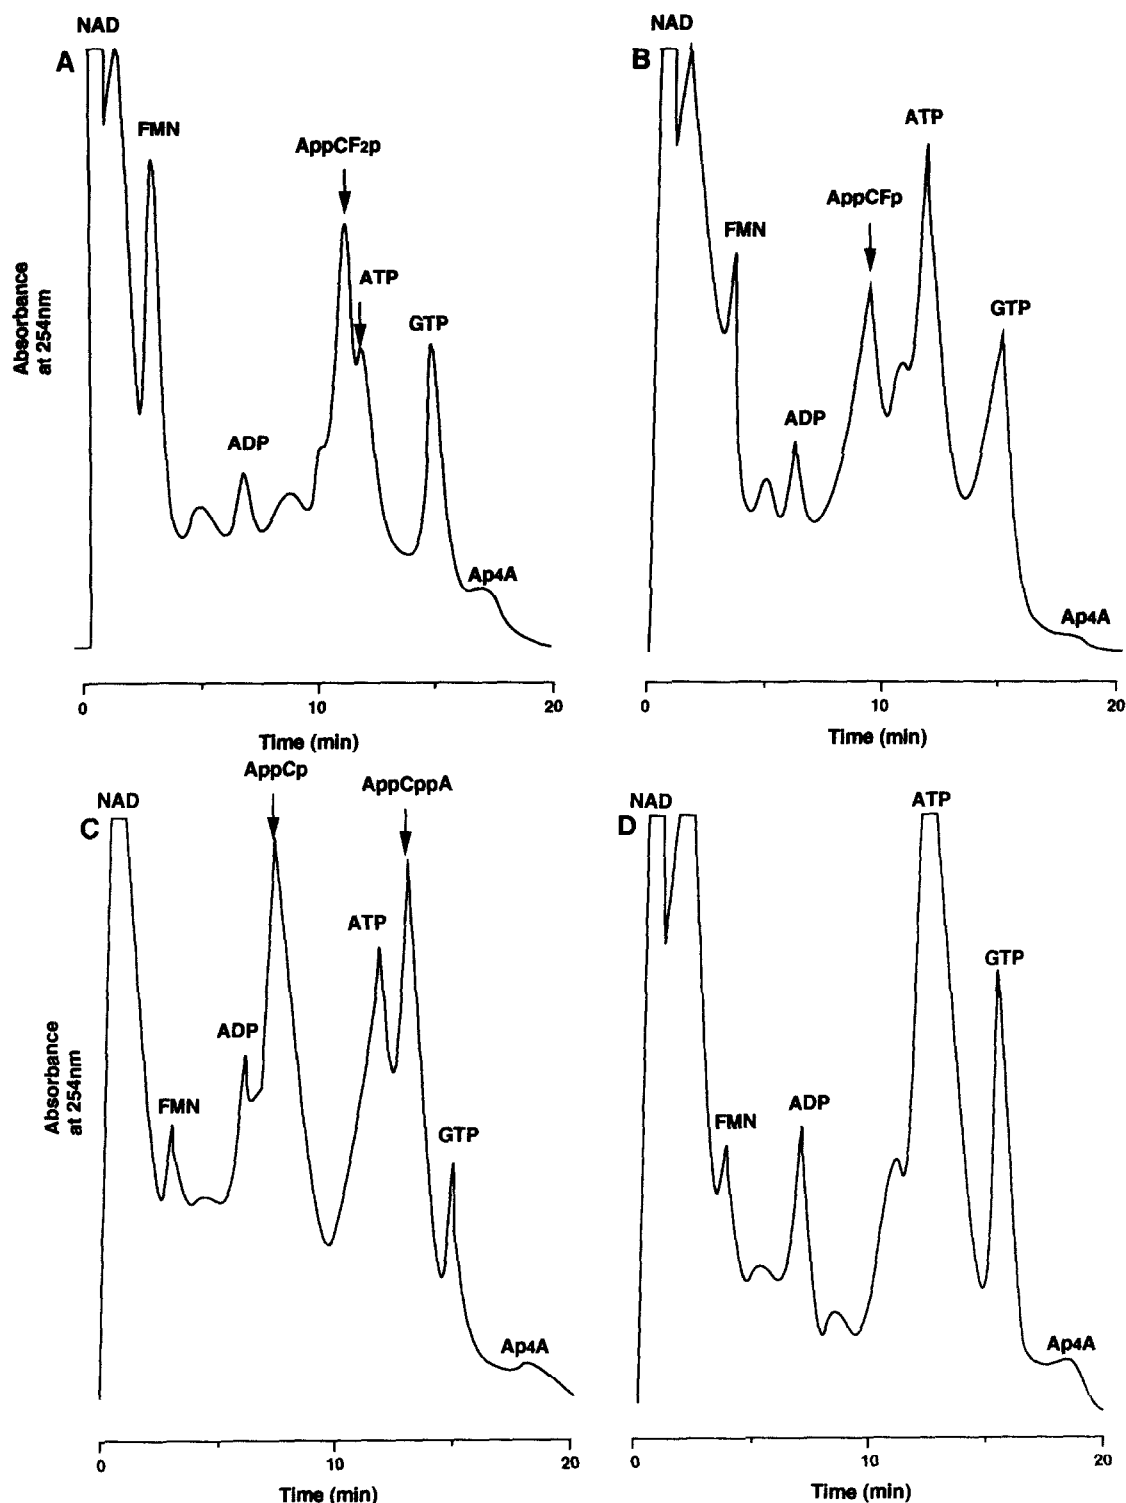 NAD
A
FMN
AppCF2p
ATP
GTP
ADP
Ap4A
Absorbance
at 254nm
0
10
20
Time (min)
NAD
B
ATP
AppCFp
FMN
GTP
ADP
Ap4A
0
10
20
Time (min)
AppCp
AppCppA
NAD
C
ATP
ADP
FMN
GTP
Ap4A
Absorbance
at 254nm
0
10
20
Time (min)
NAD
D
ATP
GTP
FMN
ADP
Ap4A
0
10
20
Time (min)